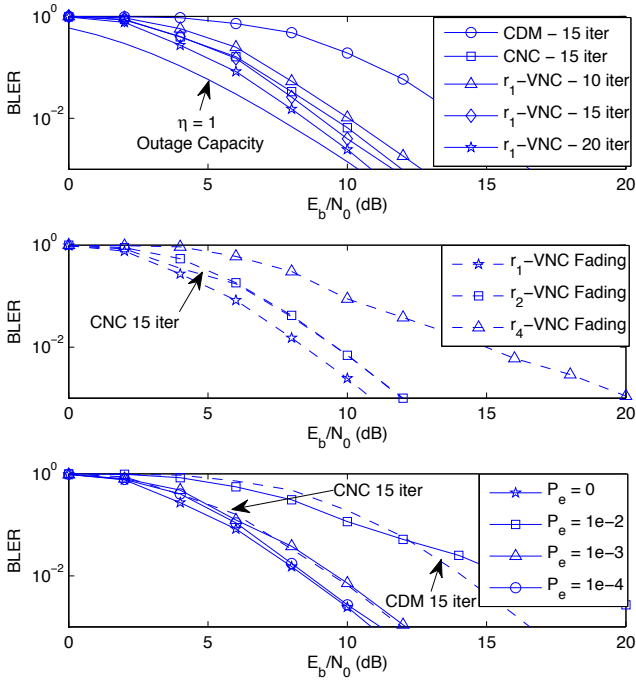 10^0
10^-2
BLER
η = 1
Outage Capacity
CDM – 15 iter
CNC – 15 iter
r_1–VNC – 10 iter
r_1–VNC – 15 iter
r_1–VNC – 20 iter
0 5 10 15 20
E_b/N_0 (dB)
10^0
10^-2
BLER
CNC 15 iter
r_1–VNC Fading
r_2–VNC Fading
r_4–VNC Fading
0 5 10 15 20
E_b/N_0 (dB)
10^0
10^-2
BLER
CNC 15 iter
CDM 15 iter
P_e = 0
P_e = 1e-2
P_e = 1e-3
P_e = 1e-4
0 5 10 15 20
E_b/N_0 (dB)